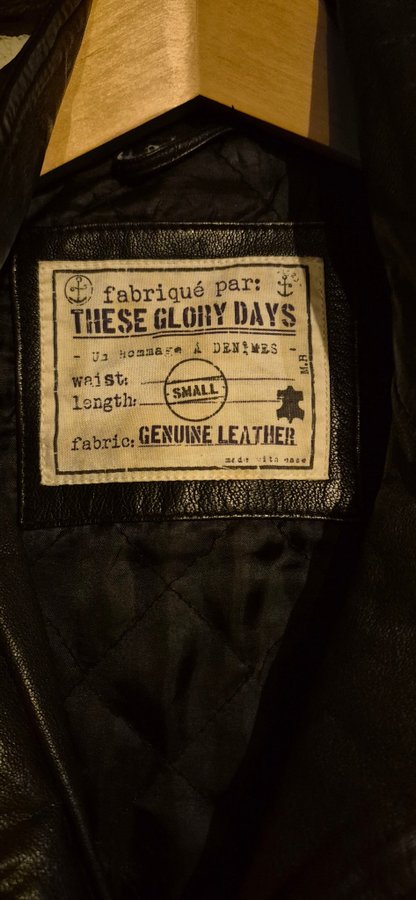 fabriqué par:
THESE GLORY DAYS
- Un hommage À DENIMES -
waist:
SMALL
length:
M.R
fabric: GENUINE LEATHER
made with ease